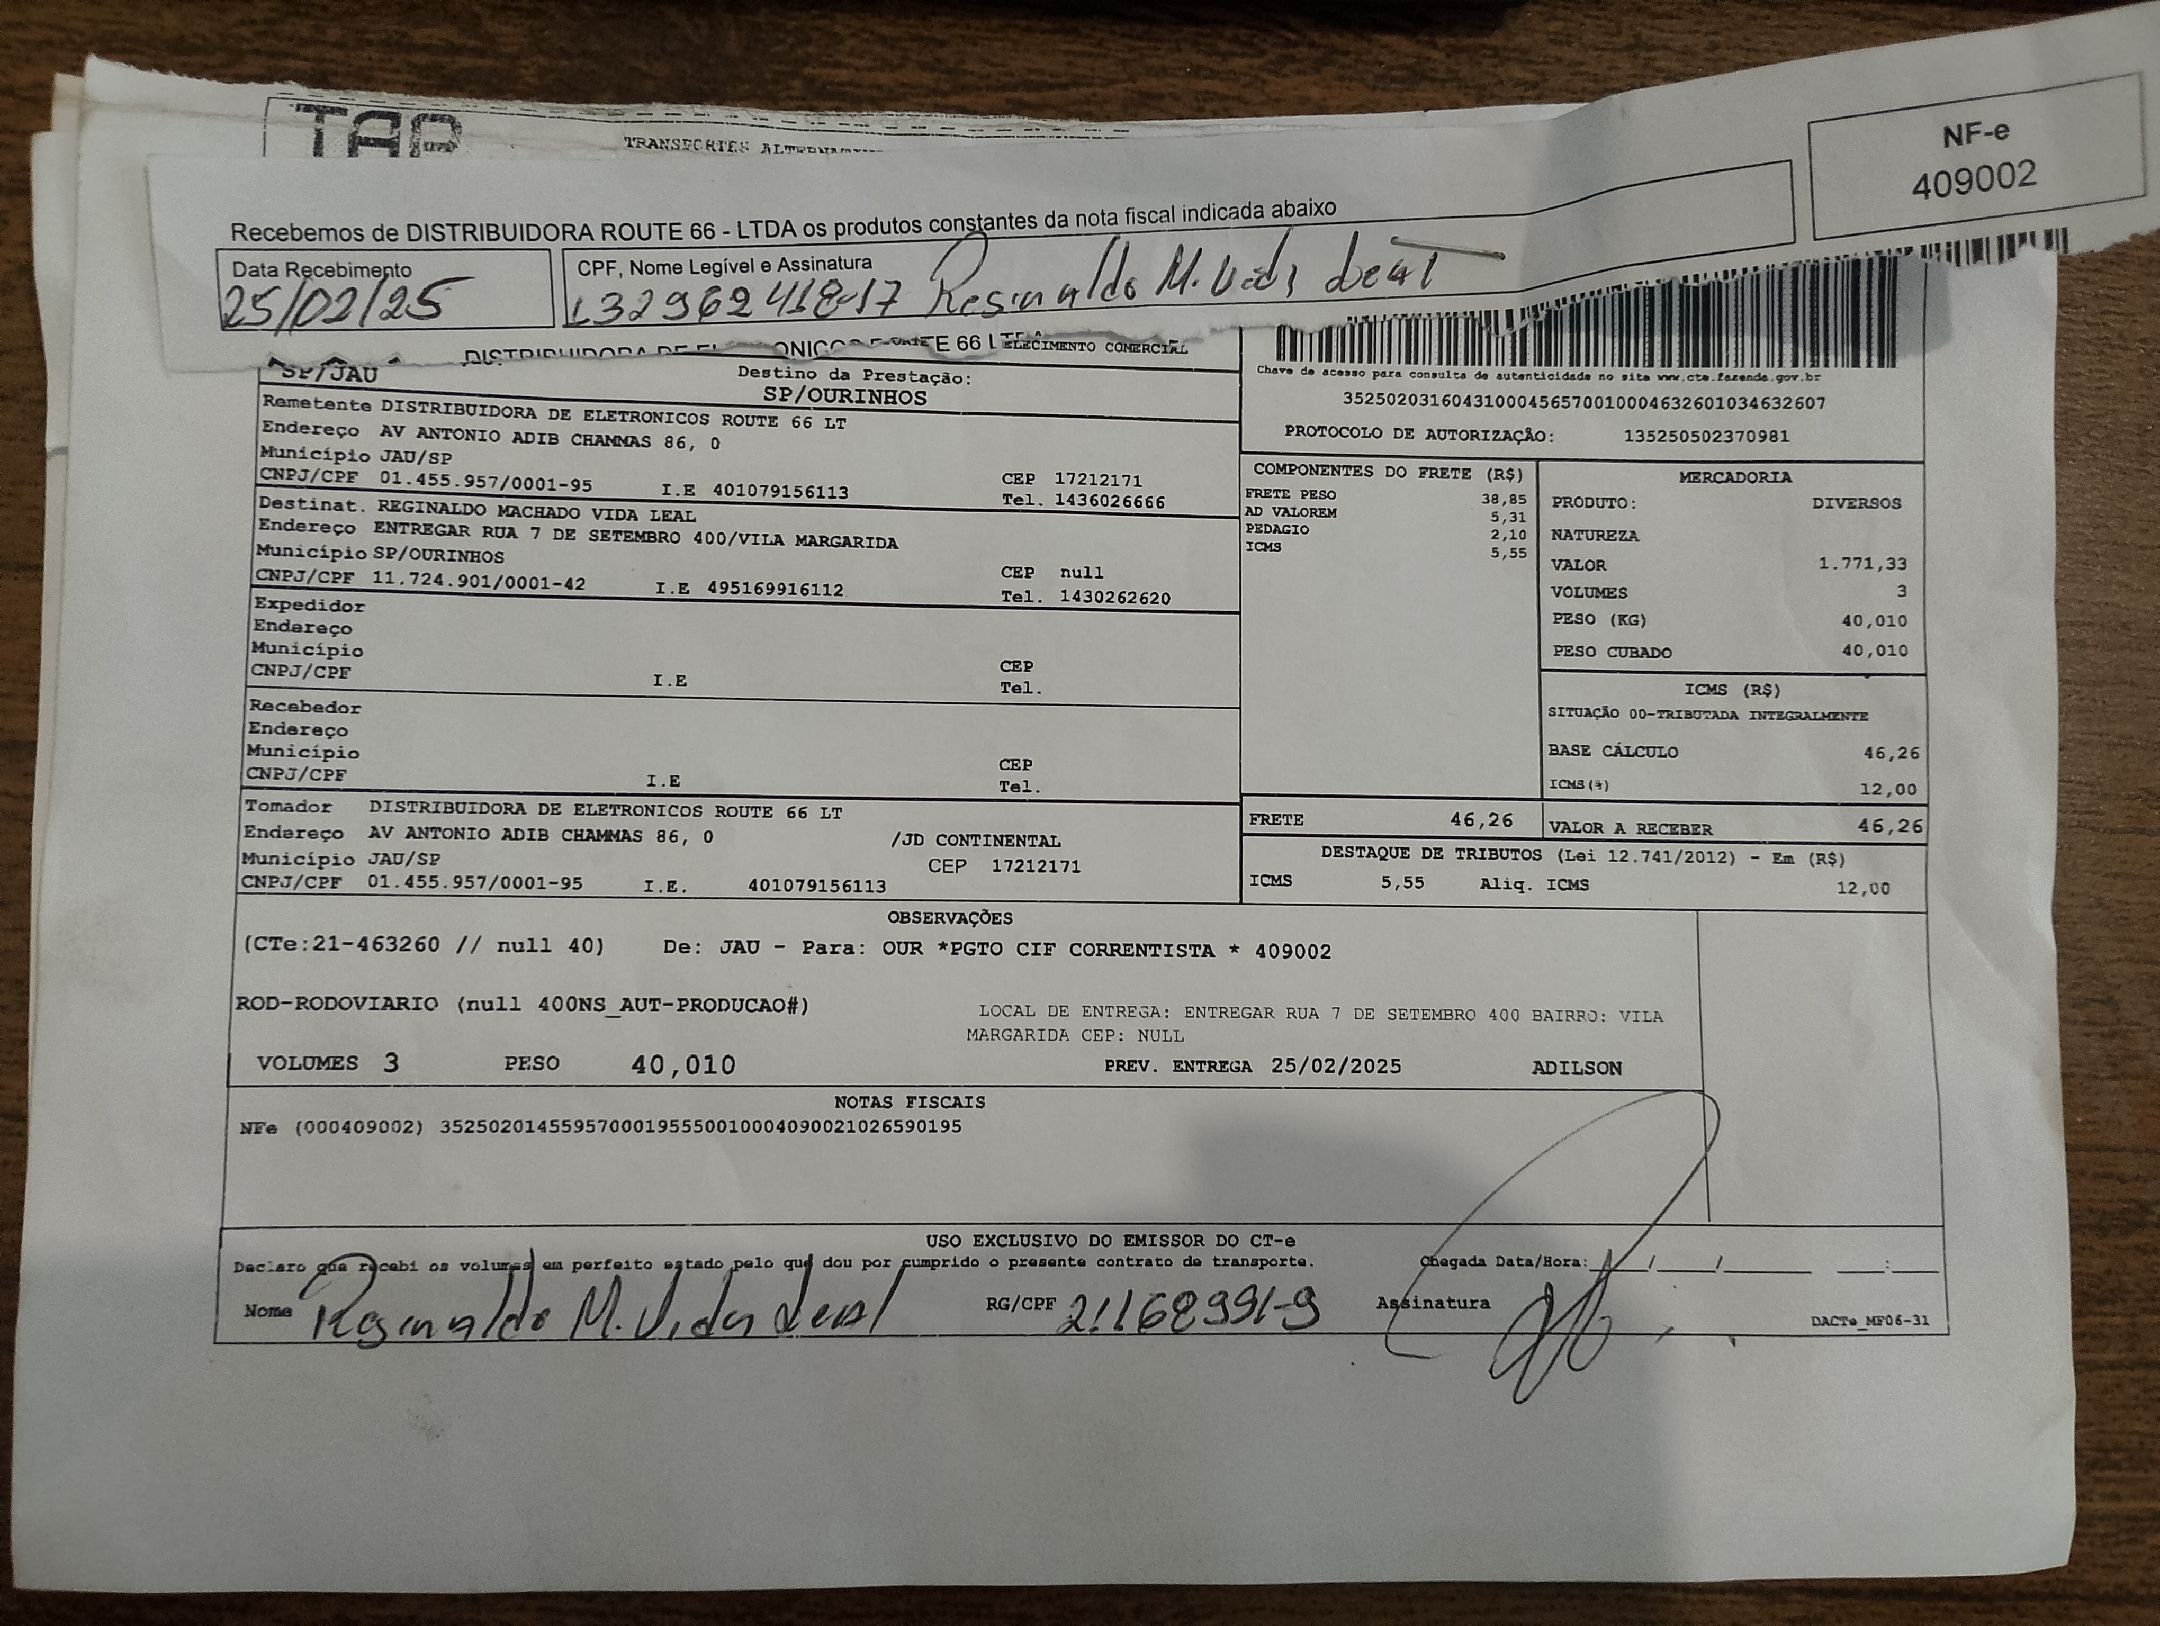 TAP
TRANSPORTES
NF-e
409002
Recebemos de DISTRIBUIDORA ROUTE 66 - LTDA os produtos constantes da nota fiscal indicada abaixo
Data Recebimento
25/02/25
CPF, Nome Legível e Assinatura
132962418-17 Reginaldo M. Vida Leal
SP/JAU
Destino da Prestação:
SP/OURINHOS
Remetente DISTRIBUIDORA DE ELETRONICOS ROUTE 66 LT
Endereço AV ANTONIO ADIB CHAMMAS 86, 0
Município JAU/SP
CNPJ/CPF 01.455.957/0001-95 I.E 401079156113
CEP 17212171
Tel. 1436026666
Destinat. REGINALDO MACHADO VIDA LEAL
Endereço ENTREGAR RUA 7 DE SETEMBRO 400/VILA MARGARIDA
Município SP/OURINHOS
CNPJ/CPF 11.724.901/0001-42 I.E 495169916112
CEP null
Tel. 1430262620
Expedidor
Endereço
Município
CNPJ/CPF I.E
CEP
Tel.
Recebedor
Endereço
Município
CNPJ/CPF I.E
CEP
Tel.
Tomador DISTRIBUIDORA DE ELETRONICOS ROUTE 66 LT
Endereço AV ANTONIO ADIB CHAMMAS 86, 0 /JD CONTINENTAL
Município JAU/SP CEP 17212171
CNPJ/CPF 01.455.957/0001-95 I.E. 401079156113
Chave de acesso para consulta de autenticidade no site www.cte.fazenda.gov.br
35250203160431000456570010004632601034632607
PROTOCOLO DE AUTORIZAÇÃO: 135250502370981
COMPONENTES DO FRETE (R$)
FRETE PESO 38,85
AD VALOREM 5,31
PEDAGIO 2,10
ICMS 5,55
MERCADORIA
PRODUTO: DIVERSOS
NATUREZA
VALOR 1.771,33
VOLUMES 3
PESO (KG) 40,010
PESO CUBADO 40,010
ICMS (R$)
SITUAÇÃO 00-TRIBUTADA INTEGRALMENTE
BASE CÁLCULO 46,26
ICMS(%) 12,00
FRETE 46,26
VALOR A RECEBER 46,26
DESTAQUE DE TRIBUTOS (Lei 12.741/2012) - Em (R$)
ICMS 5,55 Aliq. ICMS 12,00
OBSERVAÇÕES
(CTe:21-463260 // null 40) De: JAU - Para: OUR *PGTO CIF CORRENTISTA * 409002
ROD-RODOVIARIO (null 400NS_AUT-PRODUCAO#)
LOCAL DE ENTREGA: ENTREGAR RUA 7 DE SETEMBRO 400 BAIRRO: VILA
MARGARIDA CEP: NULL
VOLUMES 3 PESO 40,010 PREV. ENTREGA 25/02/2025 ADILSON
NOTAS FISCAIS
NFe (000409002) 35250201455957000195550010004090021026590195
USO EXCLUSIVO DO EMISSOR DO CT-e
Declaro que recebi os volumes em perfeito estado pelo que dou por cumprido o presente contrato de transporte.
Chegada Data/Hora: / / :
Nome Reginaldo M. Vida Leal RG/CPF 21168991-9 Assinatura
DACTe_MF06-31